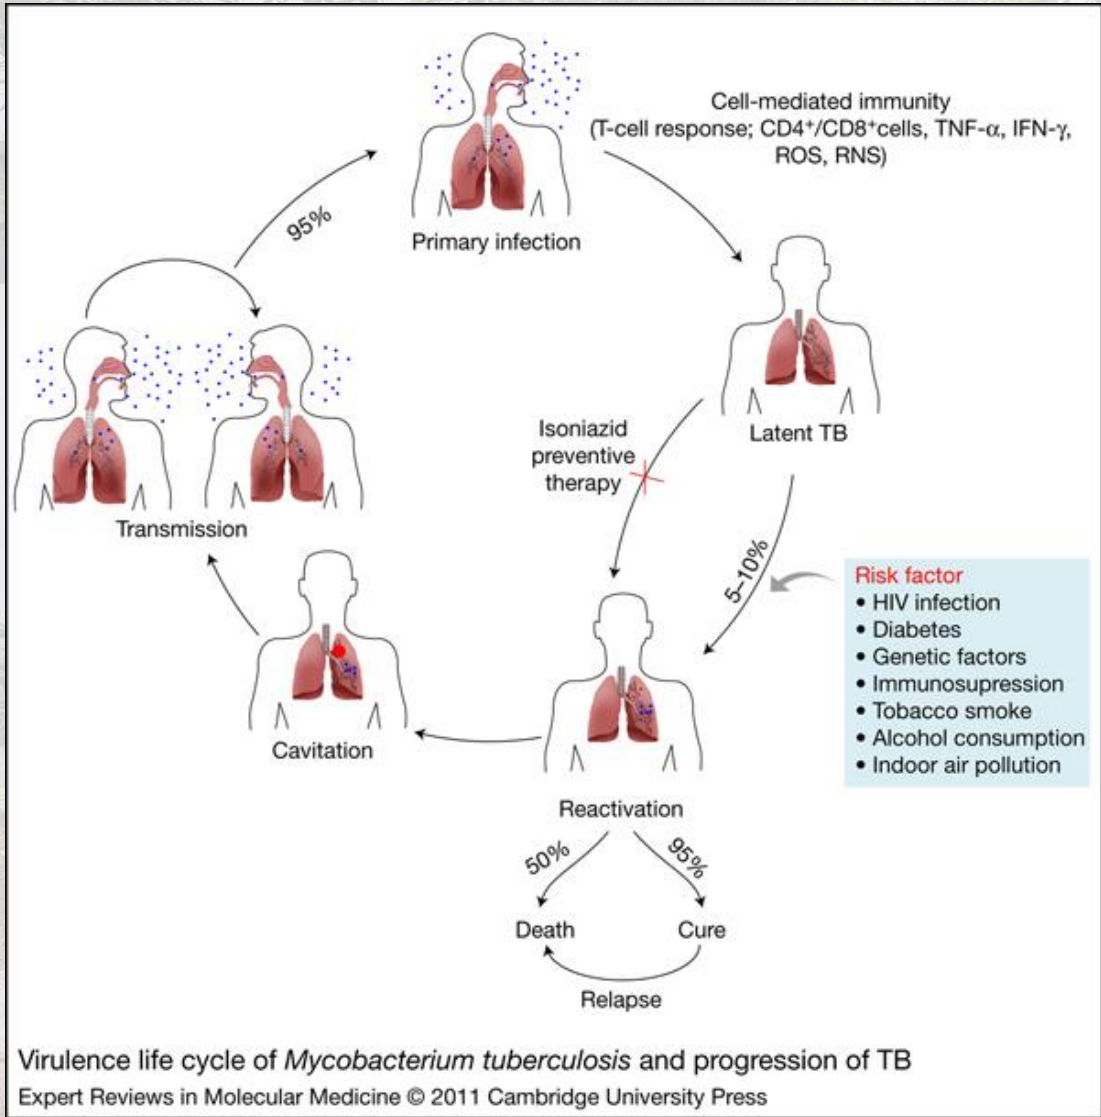 Cell-mediated immunity
(T-cell response; CD4⁺/CD8⁺cells, TNF-α, IFN-γ,
ROS, RNS)
95%
Primary infection
Latent TB
Isoniazid
preventive
therapy
Transmission
5–10%
Risk factor
• HIV infection
• Diabetes
• Genetic factors
• Immunosupression
• Tobacco smoke
• Alcohol consumption
• Indoor air pollution
Cavitation
Reactivation
50%
95%
Death
Cure
Relapse
Virulence life cycle of Mycobacterium tuberculosis and progression of TB
Expert Reviews in Molecular Medicine © 2011 Cambridge University Press